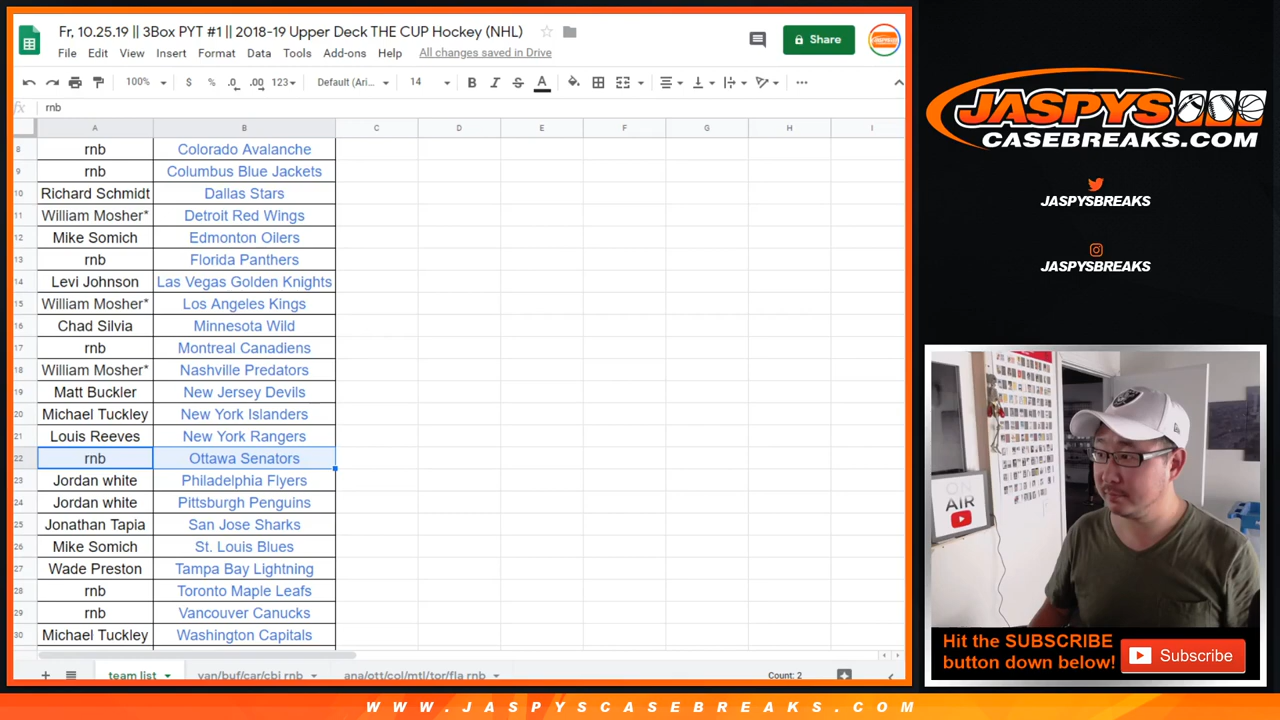 Fr, 10.25.19 || 3Box PYT #1 || 2018-19 Upper Deck THE CUP Hockey (NHL)
Share
File Edit View Insert Format Data Tools Add-ons Help All changes saved in Drive
100% $ % .0 .00 123 Default (Ari... 14 B I S A ...
fx rnb
A B C D E F G H I
8 rnb Colorado Avalanche
9 rnb Columbus Blue Jackets
10 Richard Schmidt Dallas Stars
11 William Mosher* Detroit Red Wings
12 Mike Somich Edmonton Oilers
13 rnb Florida Panthers
14 Levi Johnson Las Vegas Golden Knights
15 William Mosher* Los Angeles Kings
16 Chad Silvia Minnesota Wild
17 rnb Montreal Canadiens
18 William Mosher* Nashville Predators
19 Matt Buckler New Jersey Devils
20 Michael Tuckley New York Islanders
21 Louis Reeves New York Rangers
22 rnb Ottawa Senators
23 Jordan white Philadelphia Flyers
24 Jordan white Pittsburgh Penguins
25 Jonathan Tapia San Jose Sharks
26 Mike Somich St. Louis Blues
27 Wade Preston Tampa Bay Lightning
28 rnb Toronto Maple Leafs
29 rnb Vancouver Canucks
30 Michael Tuckley Washington Capitals
team list van/buf/car/cbj rnb ana/ott/col/mtl/tor/fla rnb Count: 2
JASPYS
CASEBREAKS.COM
JASPYSBREAKS
JASPYSBREAKS
ON
AIR
Hit the SUBSCRIBE
button down below!
Subscribe
WWW.JASPYSCASEBREAKS.COM